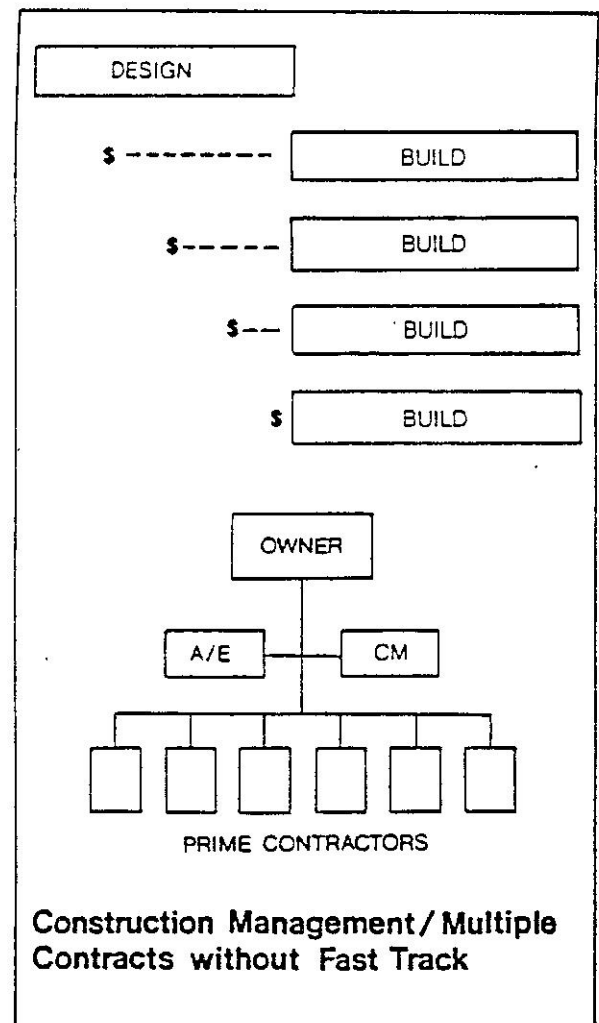 DESIGN
$ -------- BUILD
$ ------ BUILD
$ --- BUILD
$ BUILD
OWNER
A/E CM
PRIME CONTRACTORS
Construction Management/Multiple
Contracts without Fast Track